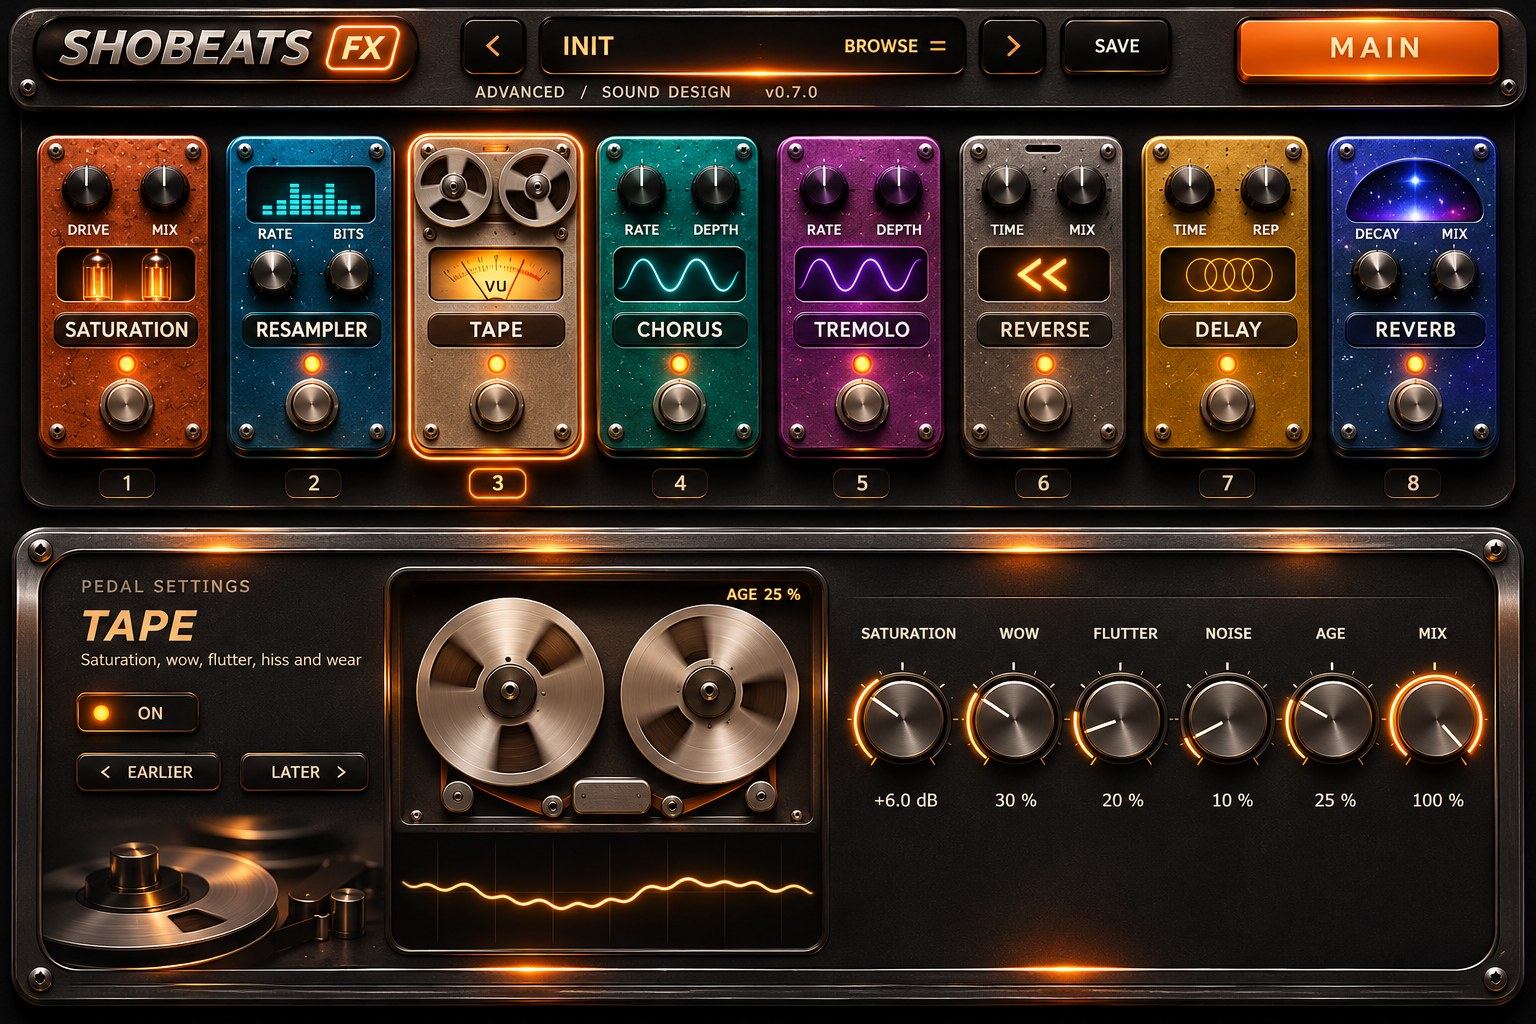 SHOBEATS FX
<
INIT
BROWSE =
>
SAVE
MAIN
ADVANCED / SOUND DESIGN v0.7.0
DRIVE MIX
SATURATION
1
RATE BITS
RESAMPLER
2
VU
TAPE
3
RATE DEPTH
CHORUS
4
RATE DEPTH
TREMOLO
5
TIME MIX
<<
REVERSE
6
TIME REP
DELAY
7
DECAY MIX
REVERB
8
PEDAL SETTINGS
TAPE
Saturation, wow, flutter, hiss and wear
ON
< EARLIER
LATER >
AGE 25 %
SATURATION WOW FLUTTER NOISE AGE MIX
+6.0 dB 30 % 20 % 10 % 25 % 100 %